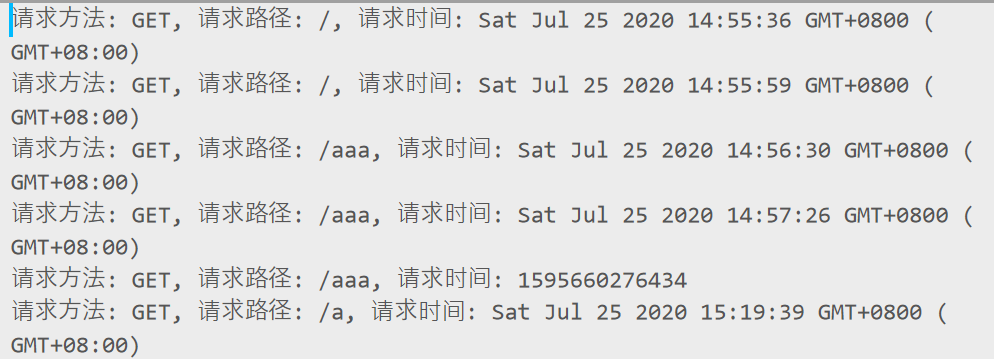 请求方法: GET, 请求路径: /, 请求时间: Sat Jul 25 2020 14:55:36 GMT+0800 (
GMT+08:00)
请求方法: GET, 请求路径: /, 请求时间: Sat Jul 25 2020 14:55:59 GMT+0800 (
GMT+08:00)
请求方法: GET, 请求路径: /aaa, 请求时间: Sat Jul 25 2020 14:56:30 GMT+0800 (
GMT+08:00)
请求方法: GET, 请求路径: /aaa, 请求时间: Sat Jul 25 2020 14:57:26 GMT+0800 (
GMT+08:00)
请求方法: GET, 请求路径: /aaa, 请求时间: 1595660276434
请求方法: GET, 请求路径: /a, 请求时间: Sat Jul 25 2020 15:19:39 GMT+0800 (
GMT+08:00)